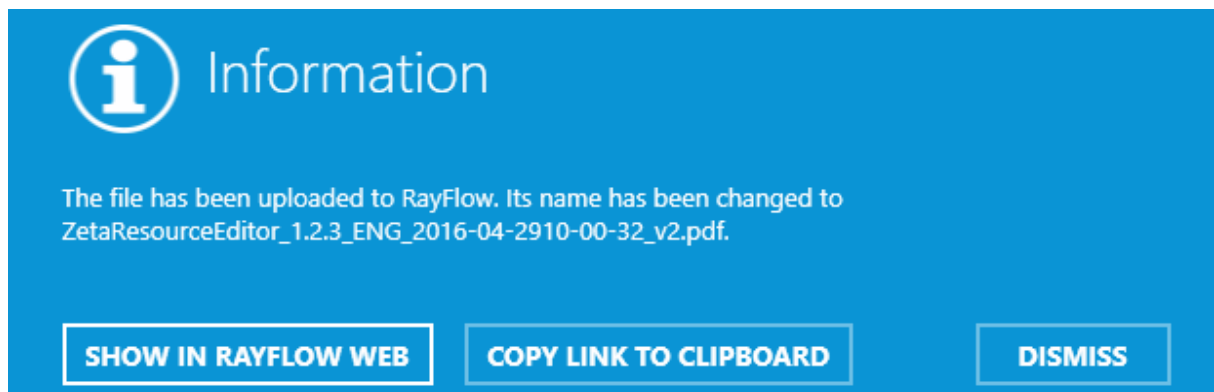 Information
The file has been uploaded to RayFlow. Its name has been changed to
ZetaResourceEditor_1.2.3_ENG_2016-04-2910-00-32_v2.pdf.
SHOW IN RAYFLOW WEB COPY LINK TO CLIPBOARD DISMISS